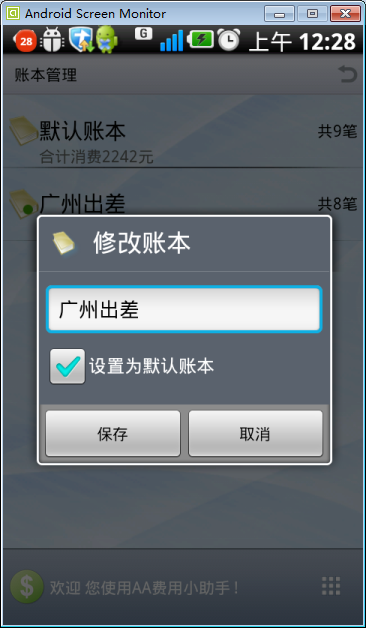 Android Screen Monitor
28
G
上午 12:28
账本管理
默认账本
共9笔
合计消费2242元
广州出差
共8笔
修改账本
广州出差
设置为默认账本
保存
取消
欢迎 您使用AA费用小助手！